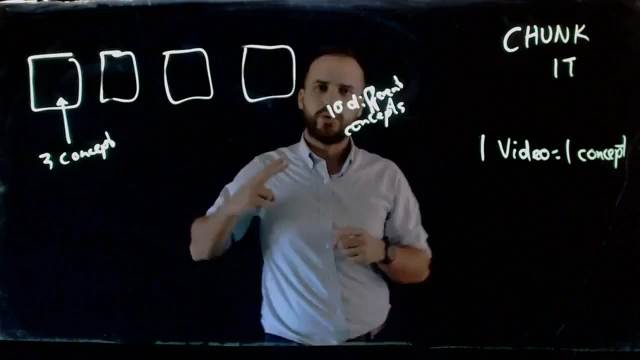 CHUNK
IT
10 different
concepts
3 concept
1 Video = 1 concept